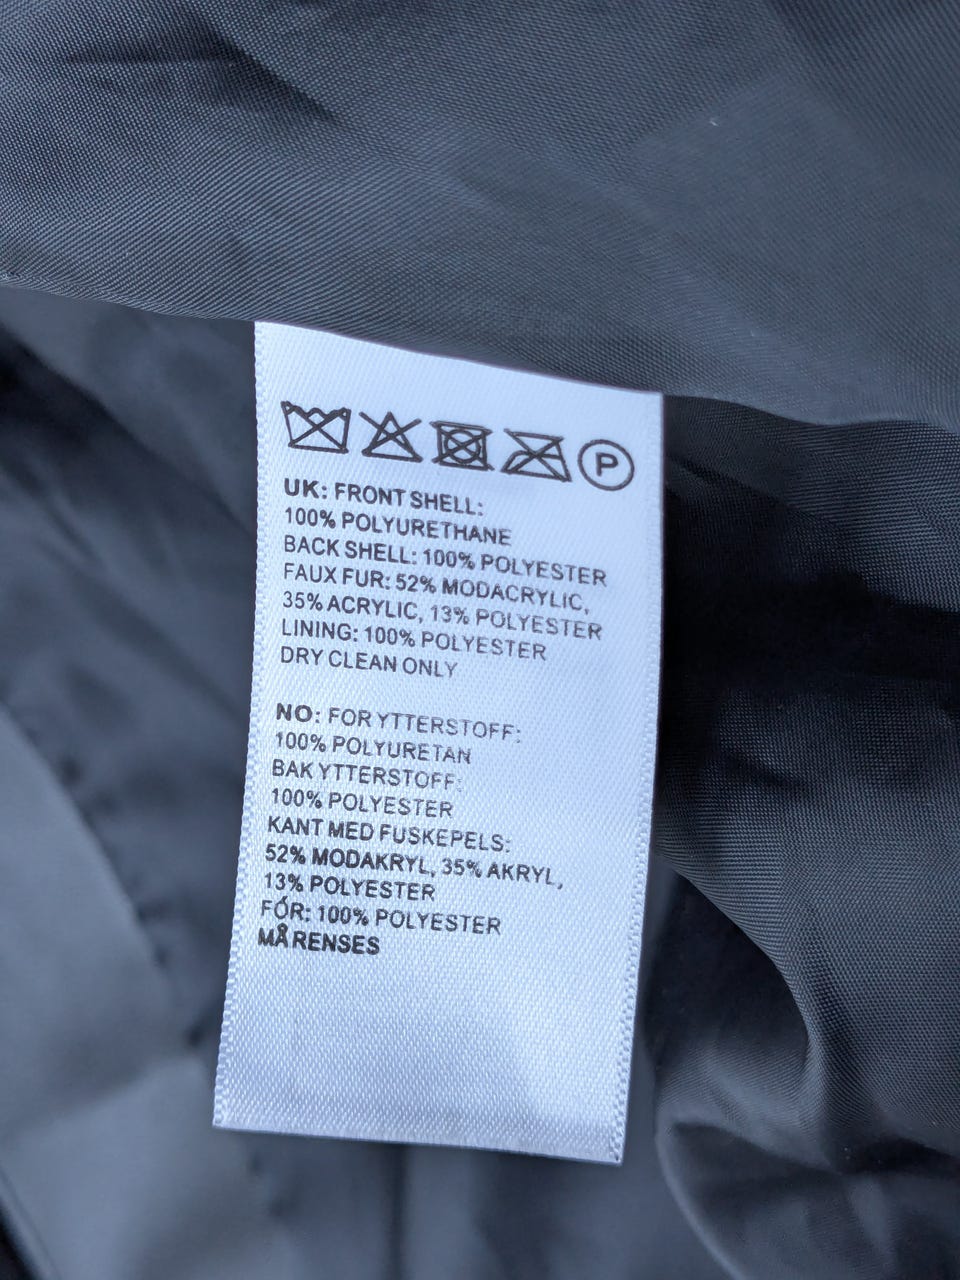 P
UK: FRONT SHELL:
100% POLYURETHANE
BACK SHELL: 100% POLYESTER
FAUX FUR: 52% MODACRYLIC,
35% ACRYLIC, 13% POLYESTER
LINING: 100% POLYESTER
DRY CLEAN ONLY
NO: FOR YTTERSTOFF:
100% POLYURETAN
BAK YTTERSTOFF:
100% POLYESTER
KANT MED FUSKEPELS:
52% MODAKRYL, 35% AKRYL,
13% POLYESTER
FÓR: 100% POLYESTER
MÅ RENSES